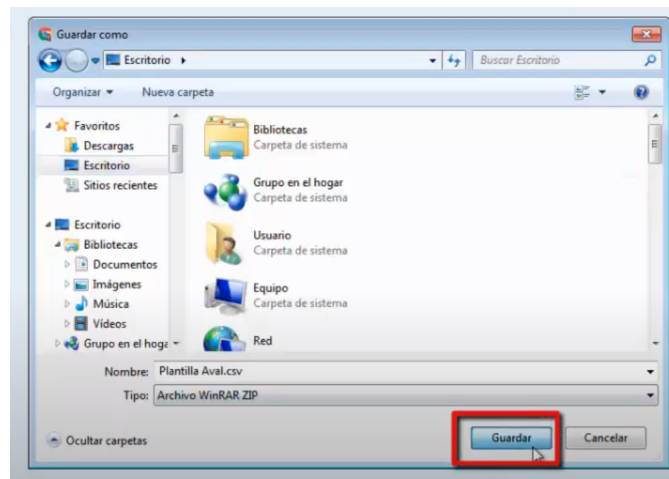 Guardar como
Escritorio
Buscar Escritorio
Organizar
Nueva carpeta
Favoritos
Descargas
Escritorio
Sitios recientes
Escritorio
Bibliotecas
Documentos
Imágenes
Música
Vídeos
Grupo en el hoga
Bibliotecas
Carpeta de sistema
Grupo en el hogar
Carpeta de sistema
Usuario
Carpeta de sistema
Equipo
Carpeta de sistema
Red
Nombre: Plantilla Aval.csv
Tipo: Archivo WinRAR ZIP
Ocultar carpetas
Guardar
Cancelar